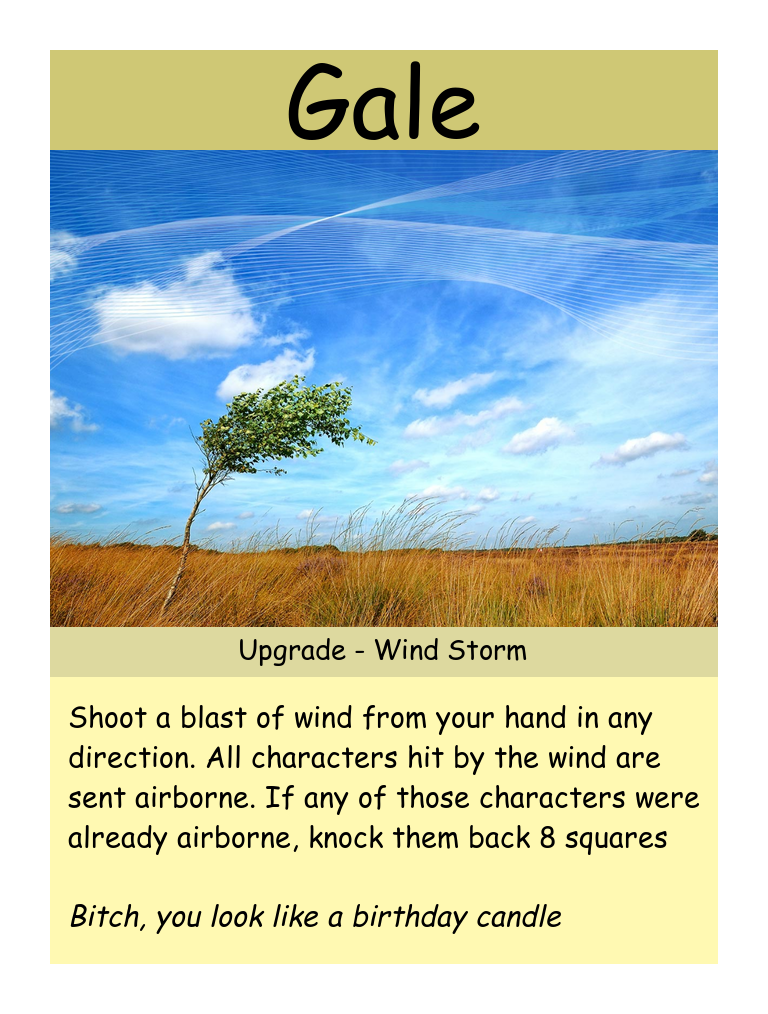 Gale
Upgrade - Wind Storm
Shoot a blast of wind from your hand in any
direction. All characters hit by the wind are
sent airborne. If any of those characters were
already airborne, knock them back 8 squares
Bitch, you look like a birthday candle